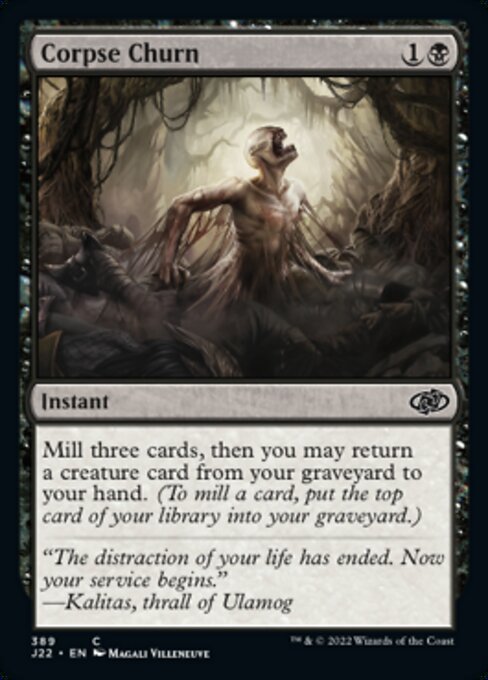 Corpse Churn 1
Instant
Mill three cards, then you may return
a creature card from your graveyard to
your hand. (To mill a card, put the top
card of your library into your graveyard.)
"The distraction of your life has ended. Now
your service begins."
—Kalitas, thrall of Ulamog
389 C
J22 • EN MAGALI VILLENEUVE
™ & © 2022 Wizards of the Coast